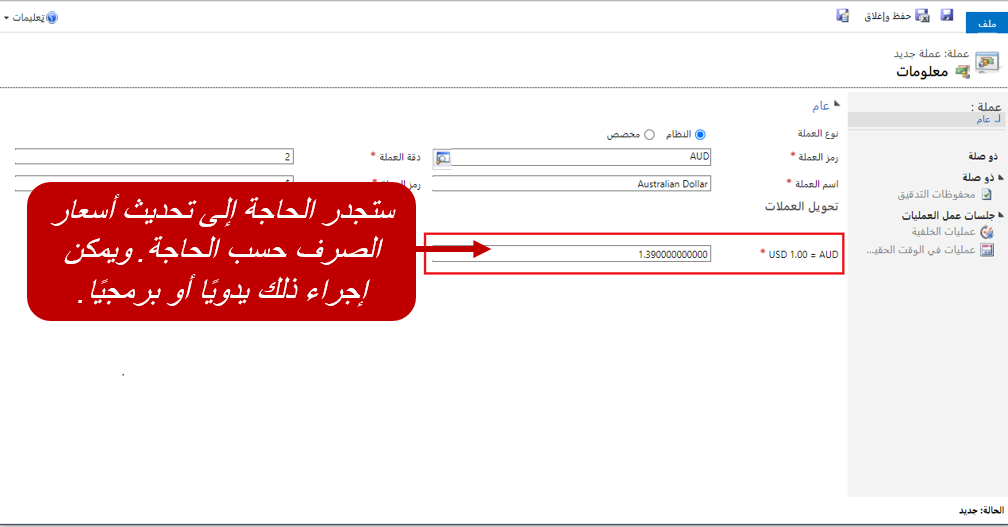 ملف
حفظ وإغلاق
تعليمات
عملة: عملة جديد
معلومات
عملة :
لـ عام
ذو صلة
ذو صلة
محفوظات التدقيق
جلسات عمل العمليات
عمليات الخلفية
عمليات في الوقت الحقيـ...
عام
نوع العملة
النظام
مخصص
رمز العملة *
AUD
دقة العملة *
2
اسم العملة *
Australian Dollar
رمز
تحويل العملات
USD 1.00 = AUD *
1.390000000000
ستجدر الحاجة إلى تحديث أسعار
الصرف حسب الحاجة. ويمكن
إجراء ذلك يدويًا أو برمجيًا.
الحالة: جديد